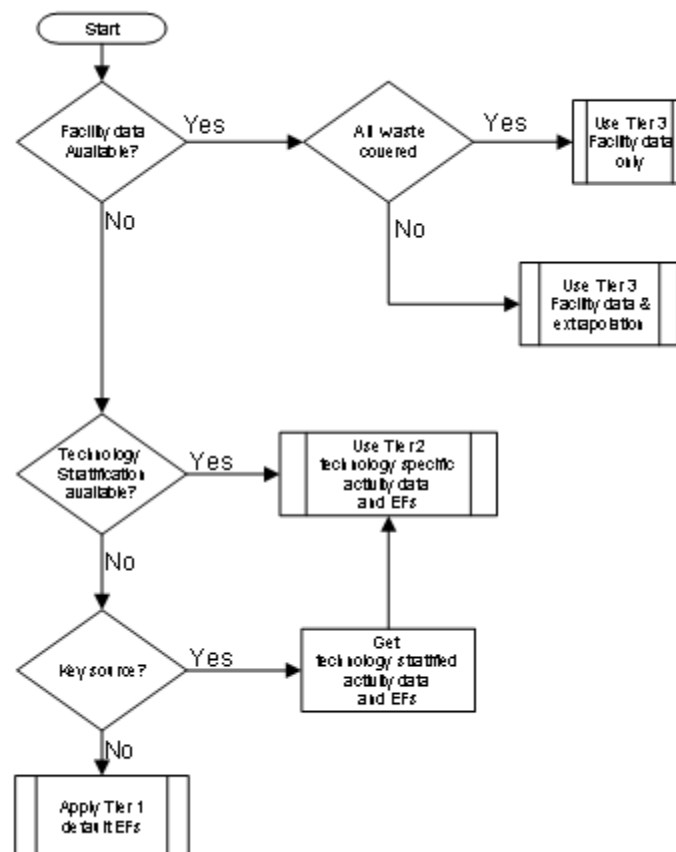 Start
Facility data
Available?
Yes
All waste
covered
Yes
Use Tier 3
Facility data
only
No
No
Use Tier 3
Facility data &
extrapolation
Technology
Stratification
available?
Yes
Use Tier 2
technology specific
activity data
and EFs
No
Key source?
Yes
Get
technology stratified
activity data
and EFs
No
Apply Tier 1
default EFs